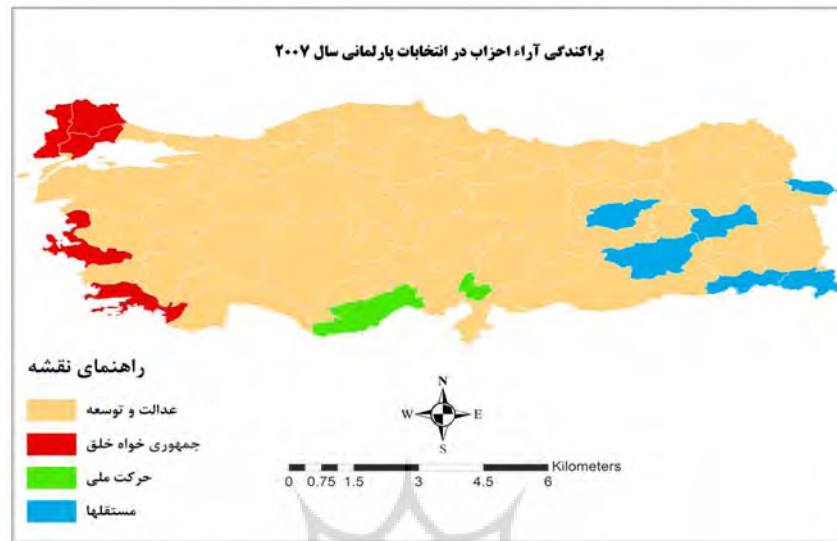 پراکندگی آراء احزاب در انتخابات پارلمانی سال ۲۰۰۷
راهنمای نقشه
عدالت و توسعه
جمهوری خواه خلق
حرکت ملی
مستقلها
N
W E
S
Kilometers
0 0.75 1.5 3 4.5 6